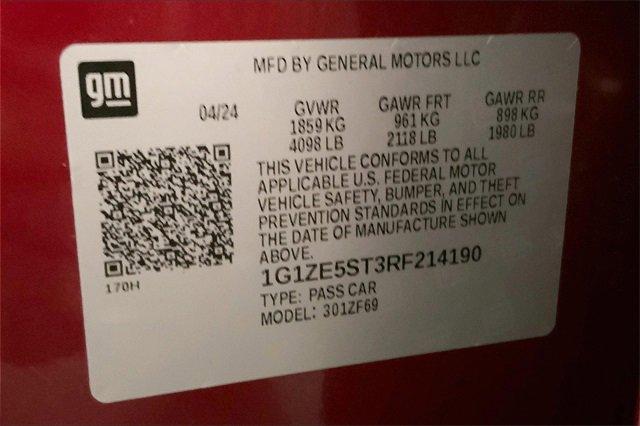 gm
MFD BY GENERAL MOTORS LLC
04/24 GVWR GAWR FRT GAWR RR
1859 KG 961 KG 898 KG
4098 LB 2118 LB 1980 LB
THIS VEHICLE CONFORMS TO ALL
APPLICABLE U.S. FEDERAL MOTOR
VEHICLE SAFETY, BUMPER, AND THEFT
PREVENTION STANDARDS IN EFFECT ON
THE DATE OF MANUFACTURE SHOWN
ABOVE.
170H
1G1ZE5ST3RF214190
TYPE: PASS CAR
MODEL: 301ZF69